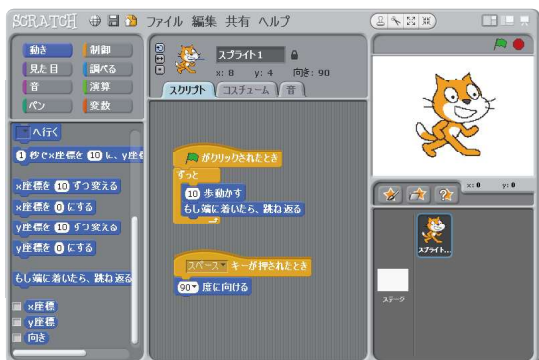 SCRATCH ファイル 編集 共有 ヘルプ
動き 制御
見た目 調べる
音 演算
ペン 変数
へ行く
1 秒でx座標を 10 に、y座標
x座標を 10 ずつ変える
x座標を 0 にする
y座標を 10 ずつ変える
y座標を 0 にする
もし端に着いたら、跳ね返る
x座標
y座標
向き
スプライト1
x: 8 y: 4 向き: 90
スクリプト コスチューム 音
がクリックされたとき
ずっと
10 歩動かす
もし端に着いたら、跳ね返る
スペース キーが押されたとき
90 度に向ける
x: 0 y: 0
スプライト...
ステージ